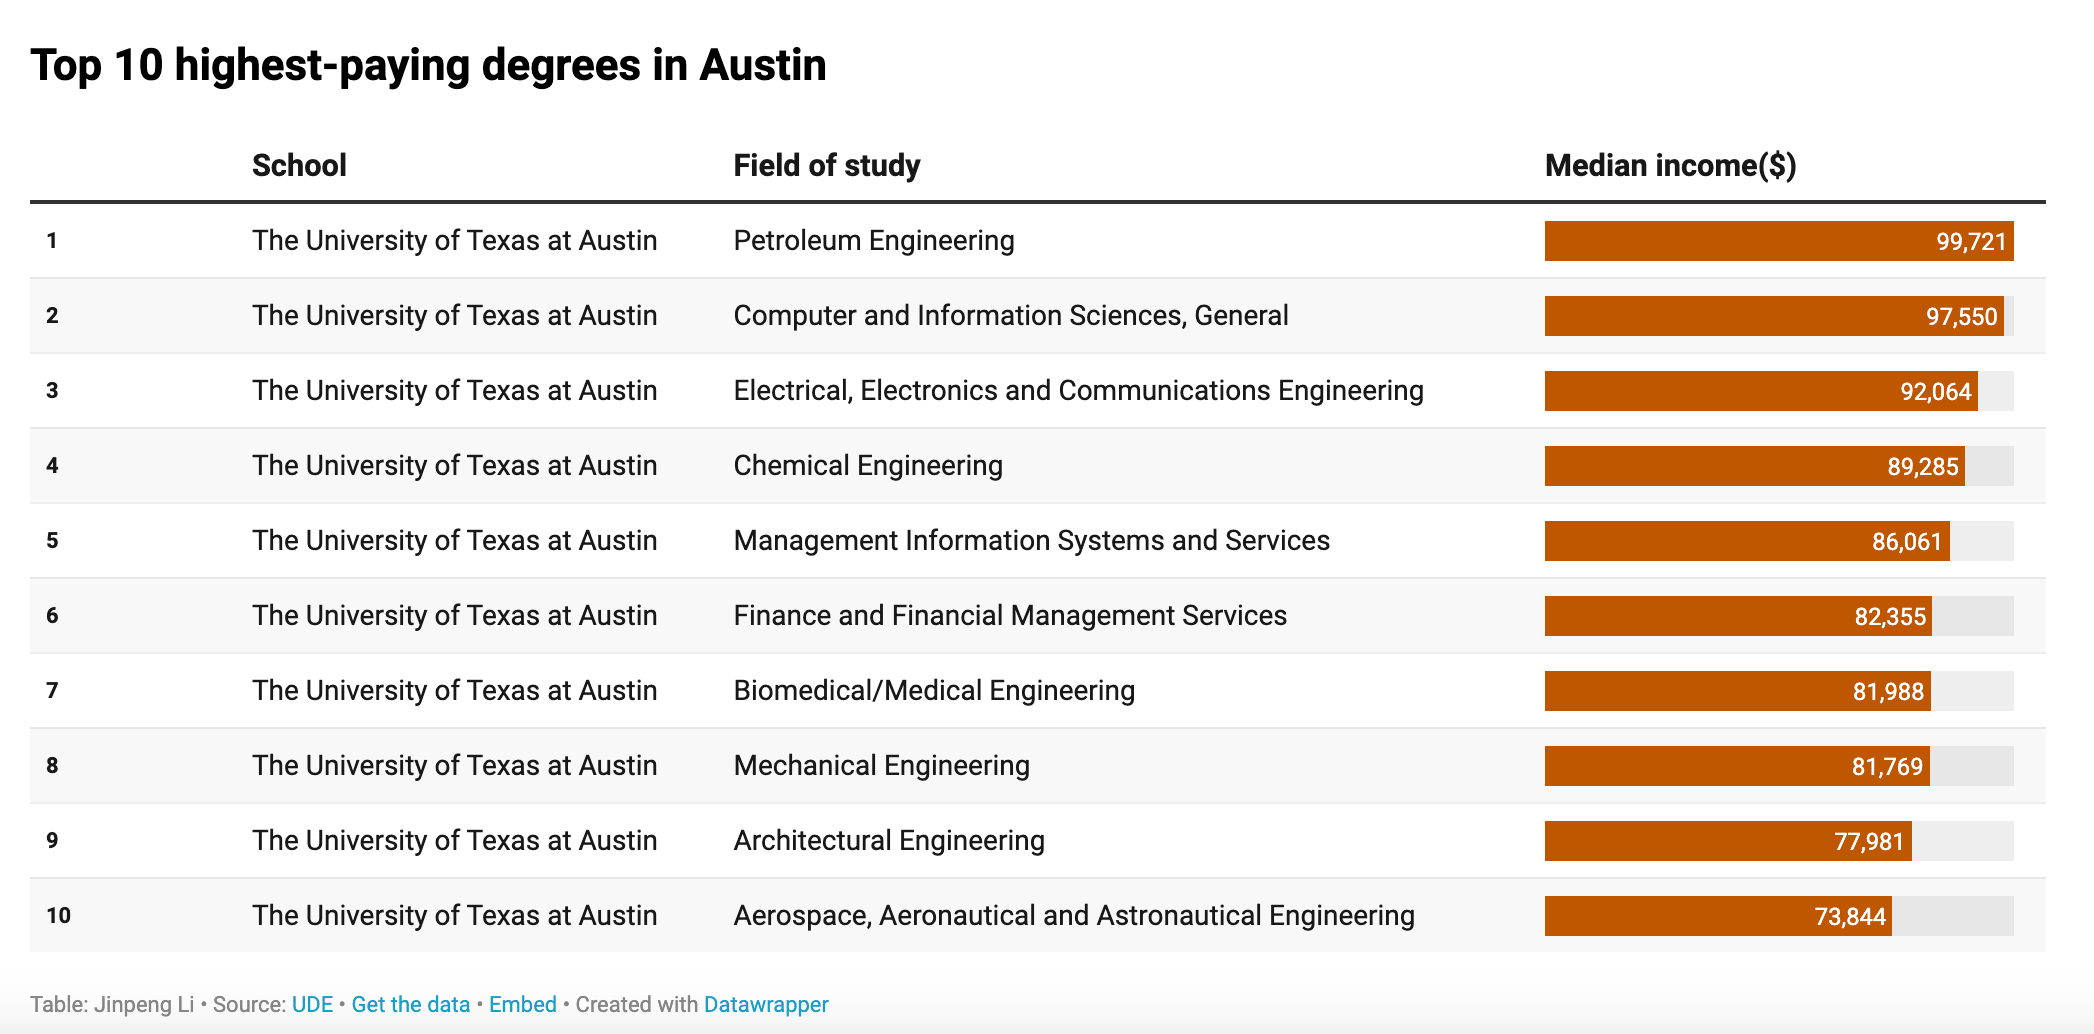 Top 10 highest-paying degrees in Austin
School Field of study Median income($)
1 The University of Texas at Austin Petroleum Engineering 99,721
2 The University of Texas at Austin Computer and Information Sciences, General 97,550
3 The University of Texas at Austin Electrical, Electronics and Communications Engineering 92,064
4 The University of Texas at Austin Chemical Engineering 89,285
5 The University of Texas at Austin Management Information Systems and Services 86,061
6 The University of Texas at Austin Finance and Financial Management Services 82,355
7 The University of Texas at Austin Biomedical/Medical Engineering 81,988
8 The University of Texas at Austin Mechanical Engineering 81,769
9 The University of Texas at Austin Architectural Engineering 77,981
10 The University of Texas at Austin Aerospace, Aeronautical and Astronautical Engineering 73,844
Table: Jinpeng Li • Source: UDE • Get the data • Embed • Created with Datawrapper